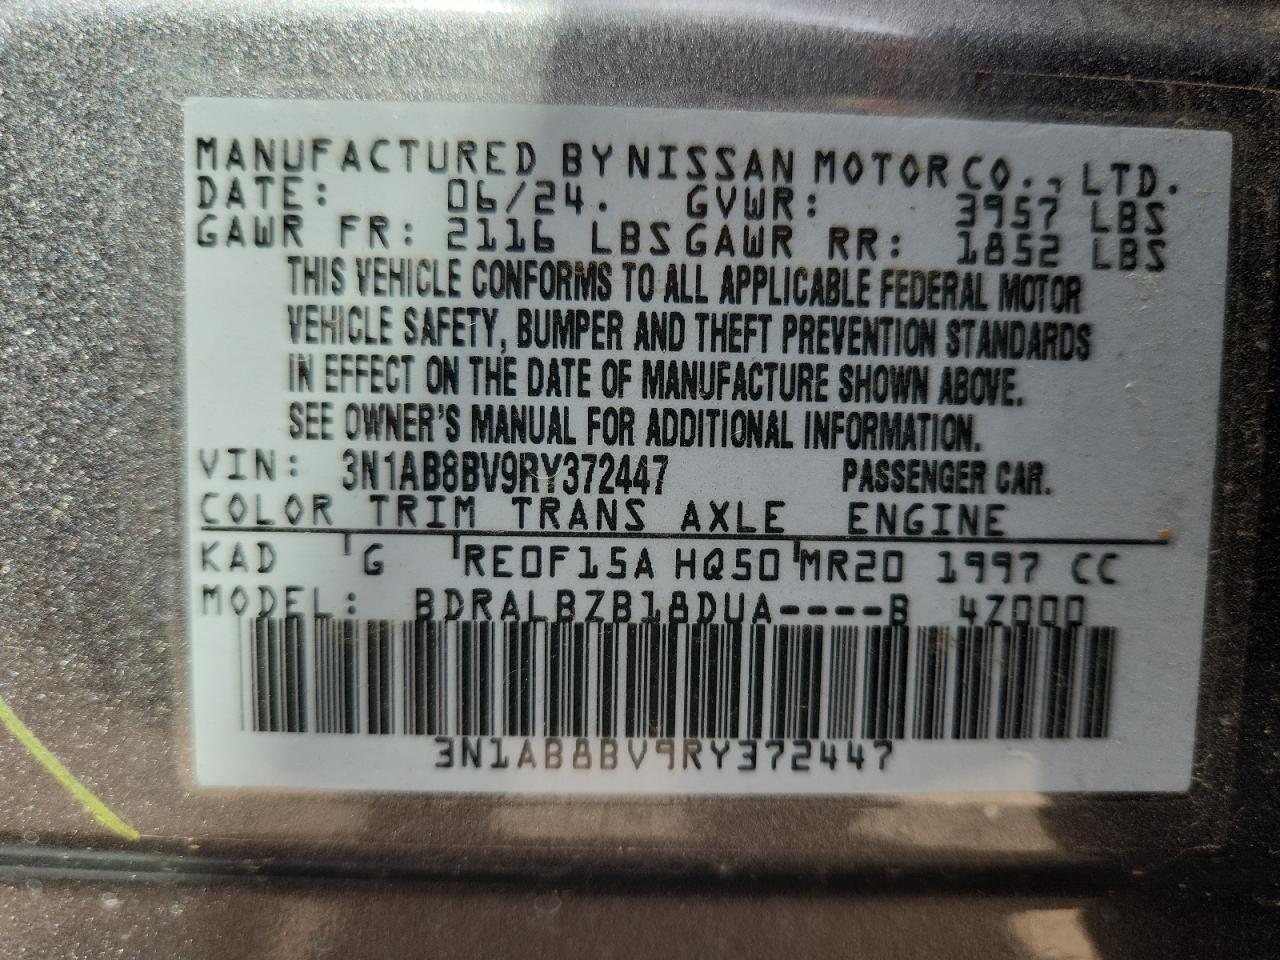 MANUFACTURED BY NISSAN MOTOR CO., LTD.
DATE: 06/24. GVWR: 3957 LBS
GAWR FR: 2116 LBS GAWR RR: 1852 LBS
THIS VEHICLE CONFORMS TO ALL APPLICABLE FEDERAL MOTOR
VEHICLE SAFETY, BUMPER AND THEFT PREVENTION STANDARDS
IN EFFECT ON THE DATE OF MANUFACTURE SHOWN ABOVE.
SEE OWNER'S MANUAL FOR ADDITIONAL INFORMATION.
VIN: 3N1AB8BV9RY372447 PASSENGER CAR.
COLOR TRIM TRANS AXLE ENGINE
KAD G RE0F15A HQ50 MR20 1997 CC
MODEL: BDRALBZB18DUA----B 4Z000
3N1AB8BV9RY372447